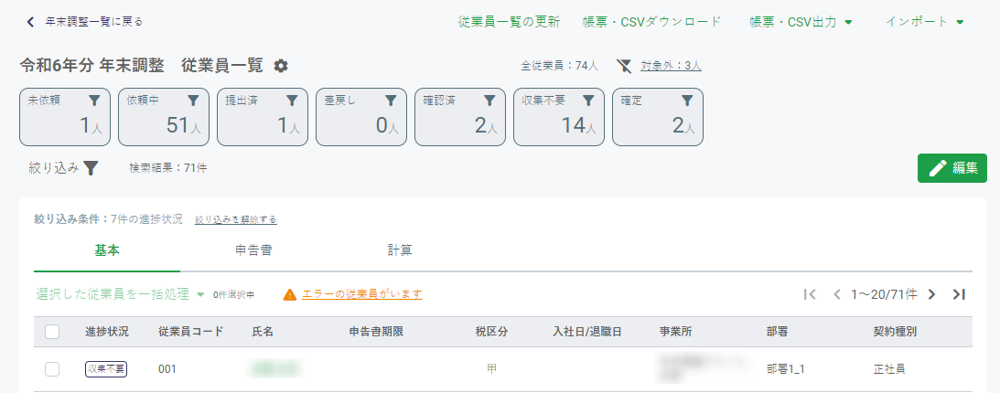 年末調整一覧に戻る 従業員一覧の更新 帳票・CSVダウンロード 帳票・CSV出力 インポート
令和6年分 年末調整 従業員一覧 全従業員：74人 対象外：3人
未依頼 依頼中 提出済 差戻し 確認済 収集不要 確定
1人 51人 1人 0人 2人 14人 2人
絞り込み 検索結果：71件 編集
絞り込み条件：7件の進捗状況 絞り込みを解除する
基本 申告書 計算
選択した従業員を一括処理 0件選択中 エラーの従業員がいます 1～20/71件
進捗状況 従業員コード 氏名 申告書期限 税区分 入社日/退職日 事業所 部署 契約種別
収集不要 001 甲 部署1_1 正社員